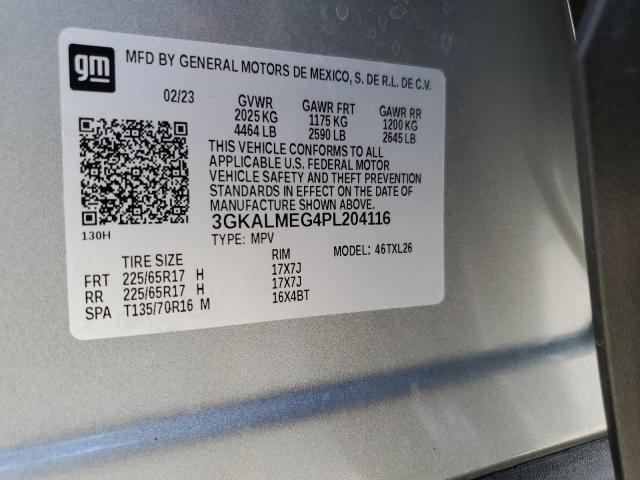 gm
MFD BY GENERAL MOTORS DE MEXICO, S. DE R.L. DE C.V.
02/23 GVWR GAWR FRT GAWR RR
2025 KG 1175 KG 1200 KG
4464 LB 2590 LB 2645 LB
THIS VEHICLE CONFORMS TO ALL
APPLICABLE U.S. FEDERAL MOTOR
VEHICLE SAFETY AND THEFT PREVENTION
STANDARDS IN EFFECT ON THE DATE OF
MANUFACTURE SHOWN ABOVE.
3GKALMEG4PL204116
130H
TYPE: MPV MODEL: 46TXL26
TIRE SIZE RIM
FRT 225/65R17 H 17X7J
RR 225/65R17 H 17X7J
SPA T135/70R16 M 16X4BT